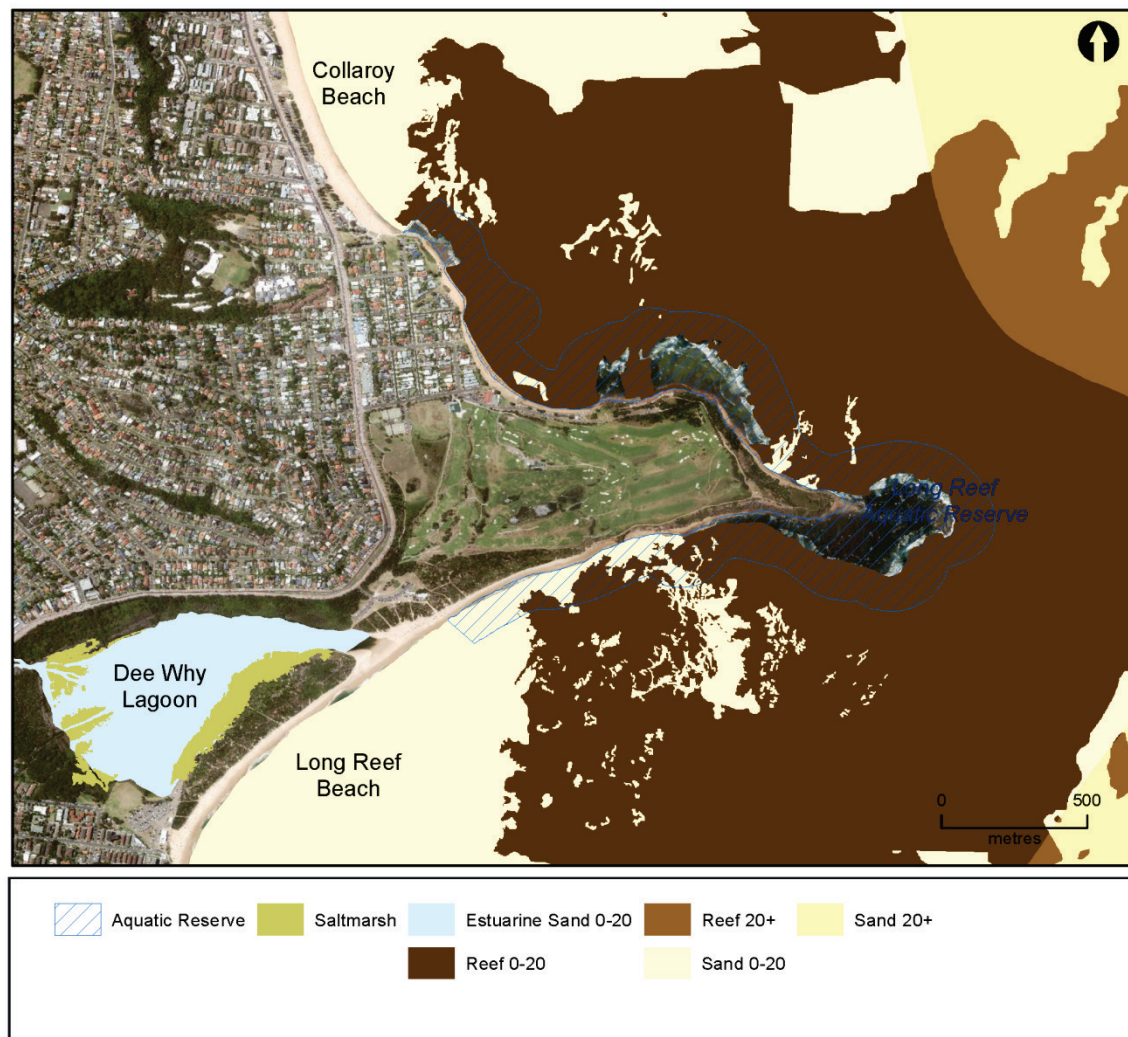 Collaroy
Beach
Long Reef
Aquatic Reserve
Dee Why
Lagoon
Long Reef
Beach
0 500
metres
Aquatic Reserve
Saltmarsh
Estuarine Sand 0-20
Reef 20+
Sand 20+
Reef 0-20
Sand 0-20